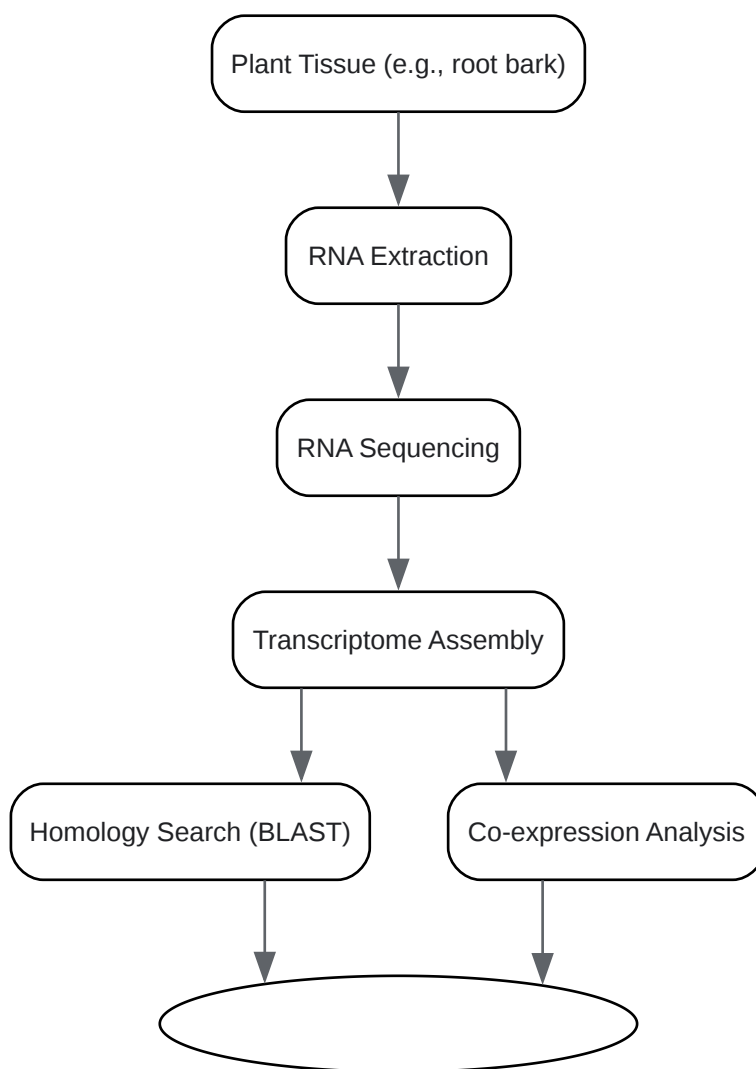 Plant Tissue (e.g., root bark)
RNA Extraction
RNA Sequencing
Transcriptome Assembly
Homology Search (BLAST)
Co-expression Analysis